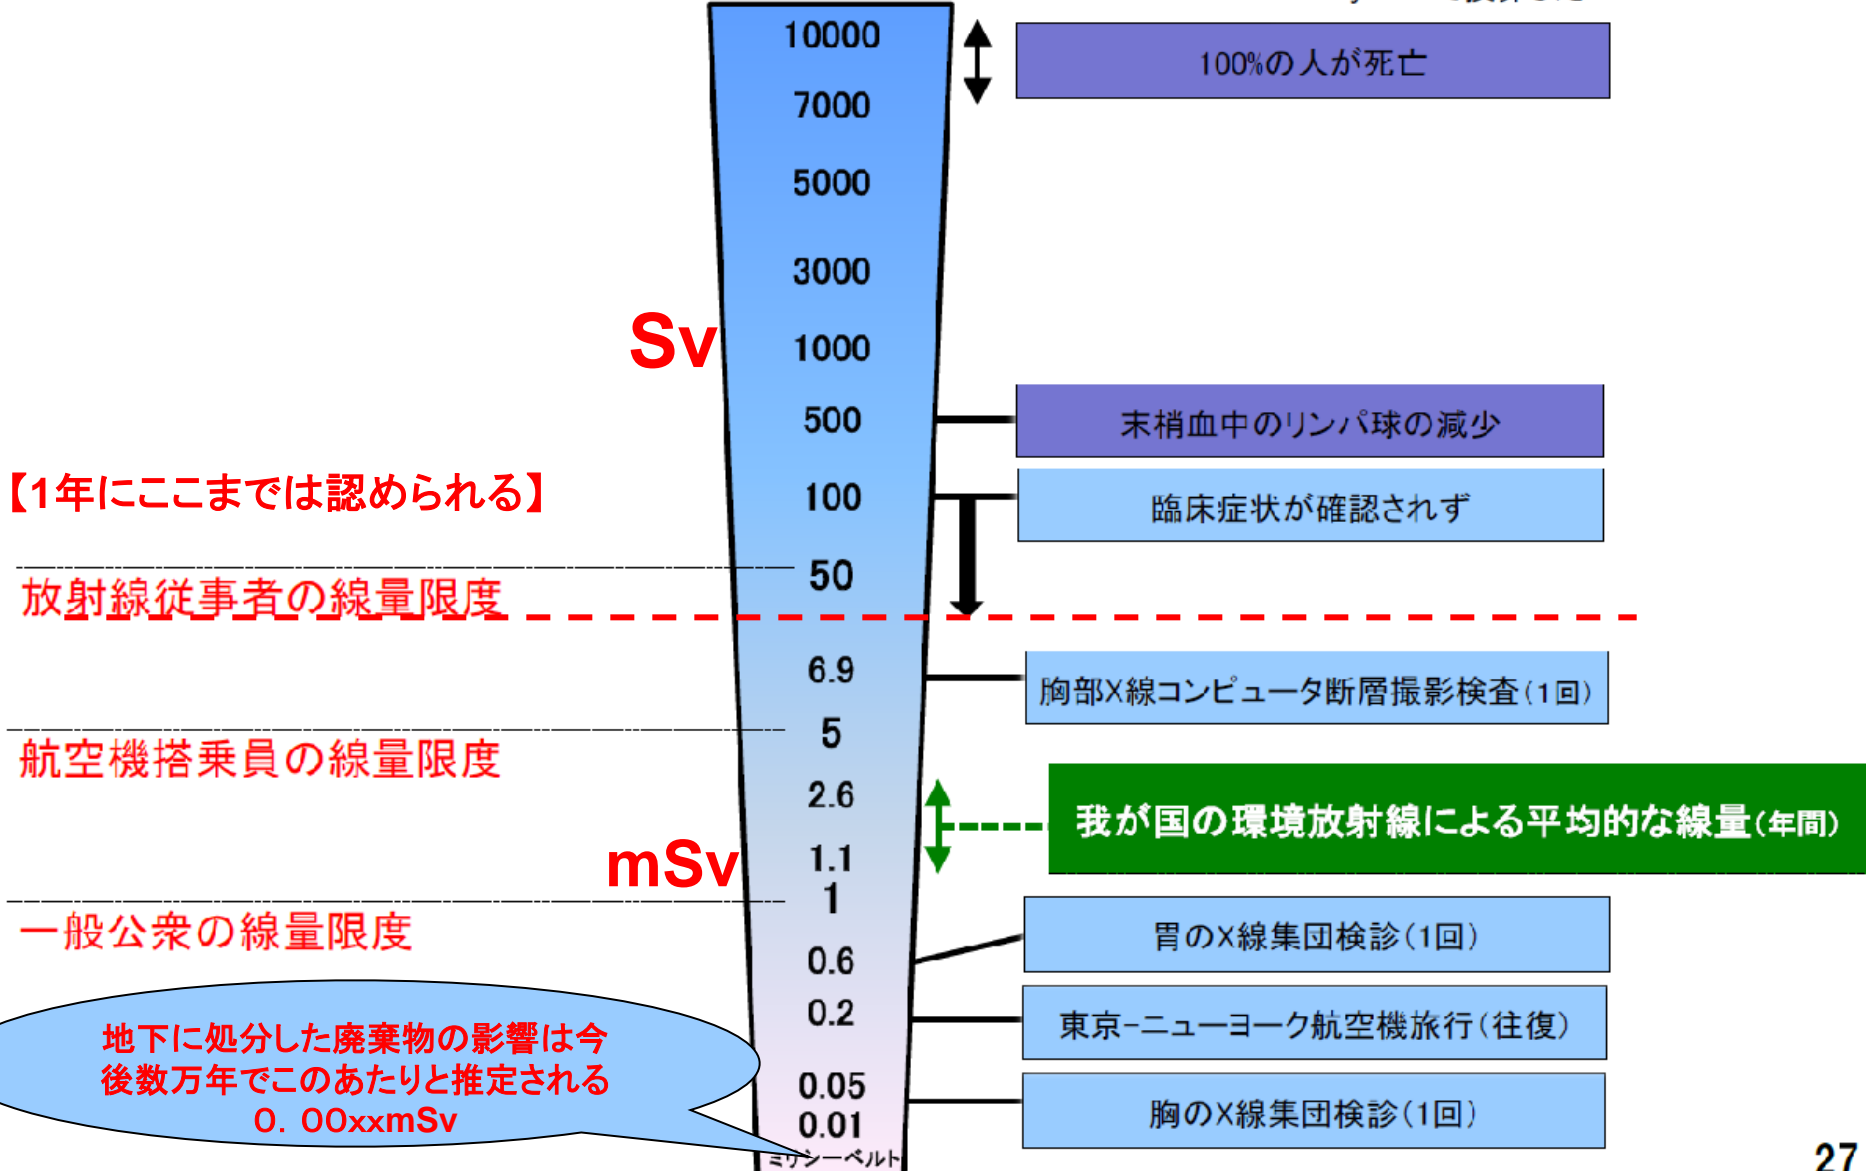 10000
100%の人が死亡
7000
5000
3000
Sv
1000
500
末梢血中のリンパ球の減少
【1年にここまでは認められる】
100
臨床症状が確認されず
50
放射線従事者の線量限度
6.9
胸部X線コンピュータ断層撮影検査(1回)
5
航空機搭乗員の線量限度
2.6
我が国の環境放射線による平均的な線量(年間)
1.1
mSv
1
一般公衆の線量限度
胃のX線集団検診(1回)
0.6
0.2
東京-ニューヨーク航空機旅行(往復)
地下に処分した廃棄物の影響は今
後数万年でこのあたりと推定される
0.00xxmSv
0.05
胸のX線集団検診(1回)
0.01
ミリシーベルト
27